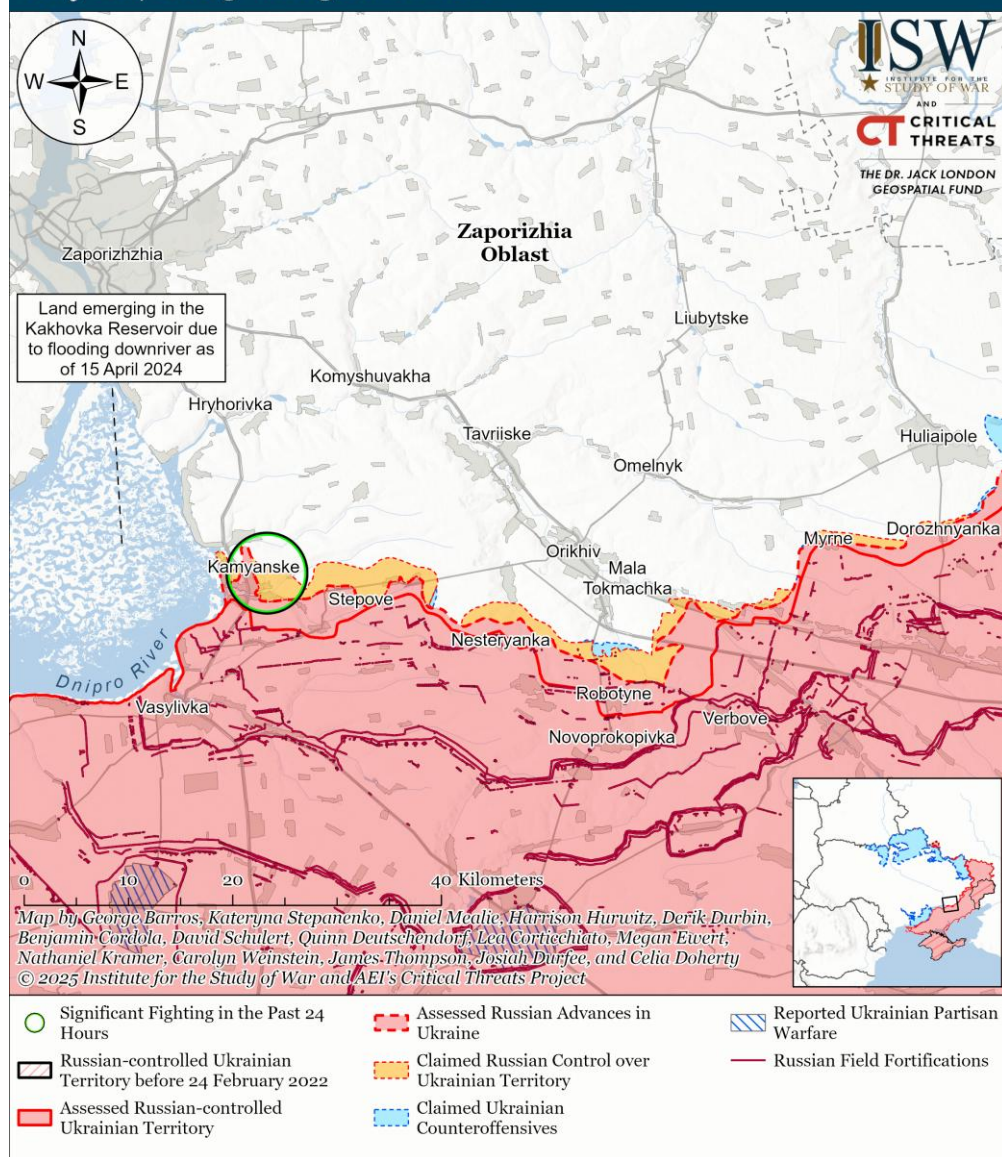 N
W E
S
ISW
INSTITUTE FOR THE
STUDY OF WAR
AND
CT CRITICAL
THREATS
THE DR. JACK LONDON
GEOSPATIAL FUND
Zaporizhia
Oblast
Zaporizhzhia
Land emerging in the
Kakhovka Reservoir due
to flooding downriver as
of 15 April 2024
Liubytske
Komyshuvakha
Hryhorivka
Tavriiske
Huliaipole
Omelnyk
Dorozhnyanka
Myrne
Orikhiv
Kamyanske
Mala
Tokmachka
Stepove
Nesteryanka
Dnipro River
Robotyne
Vasylivka
Verbove
Novoprokopivka
0 10 20 40 Kilometers
Map by George Barros, Kateryna Stepanenko, Daniel Mealie, Harrison Hurwitz, Derik Durbin,
Benjamin Cordola, David Schulert, Quinn Deutschendorf, Lea Corticchiato, Megan Ewert,
Nathaniel Kramer, Carolyn Weinstein, James Thompson, Josiah Durfee, and Celia Doherty
© 2025 Institute for the Study of War and AEI's Critical Threats Project
Significant Fighting in the Past 24
Hours
Russian-controlled Ukrainian
Territory before 24 February 2022
Assessed Russian-controlled
Ukrainian Territory
Assessed Russian Advances in
Ukraine
Claimed Russian Control over
Ukrainian Territory
Claimed Ukrainian
Counteroffensives
Reported Ukrainian Partisan
Warfare
Russian Field Fortifications